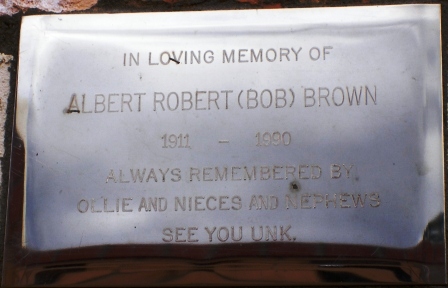 IN LOVING MEMORY OF
ALBERT ROBERT (BOB) BROWN
1911 - 1990
ALWAYS REMEMBERED BY
OLLIE AND NIECES AND NEPHEWS
SEE YOU UNK.